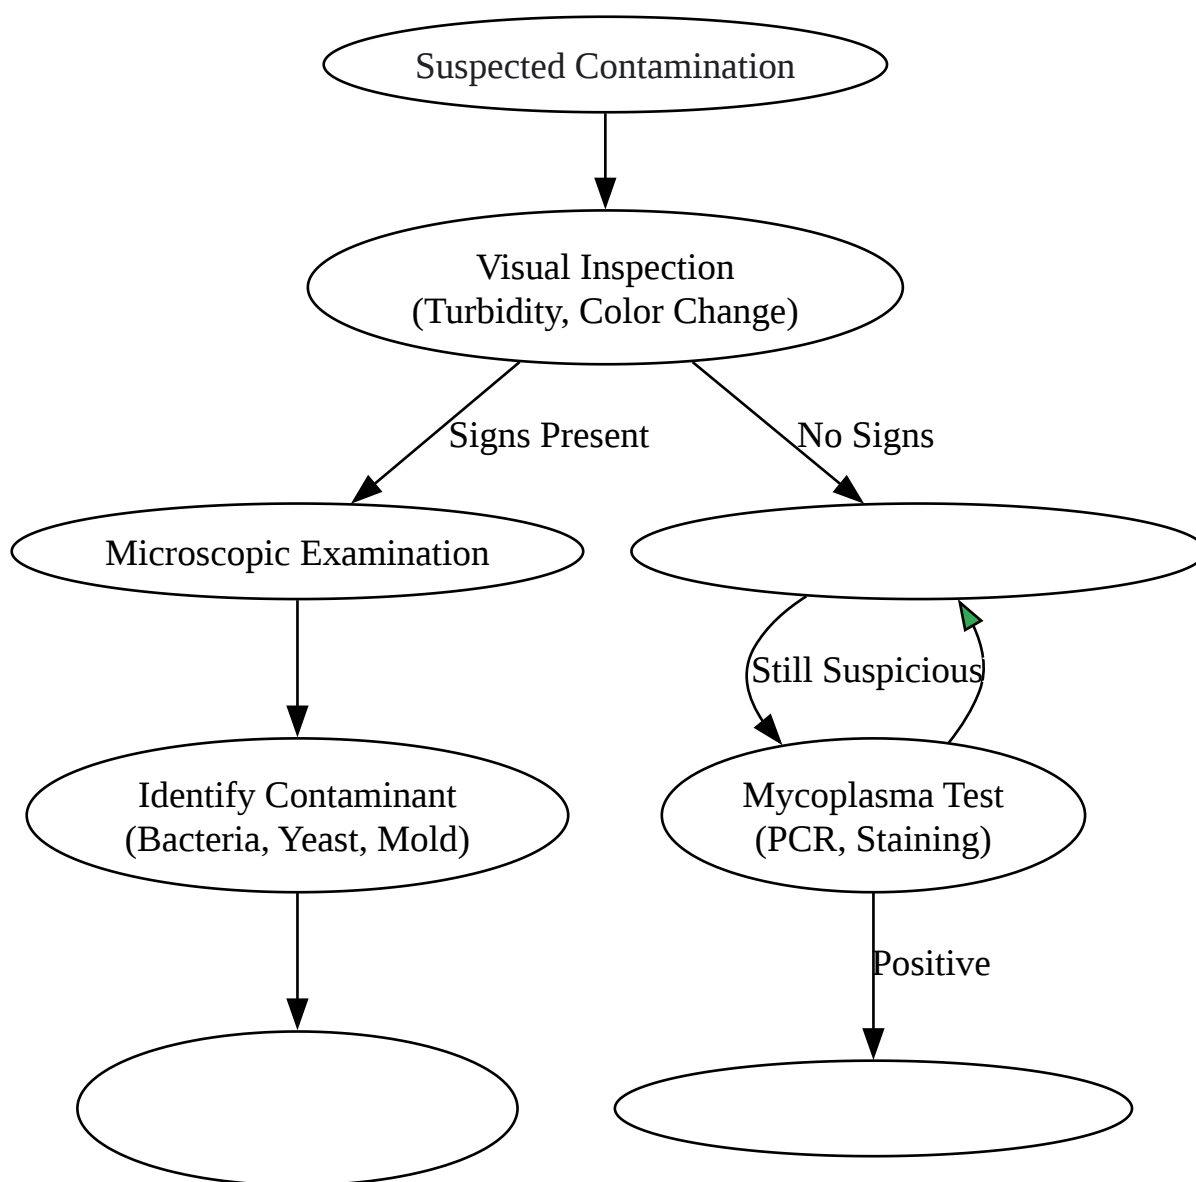 Suspected Contamination
Visual Inspection
(Turbidity, Color Change)
Signs Present
No Signs
Microscopic Examination
Still Suspicious
Identify Contaminant
(Bacteria, Yeast, Mold)
Mycoplasma Test
(PCR, Staining)
Positive